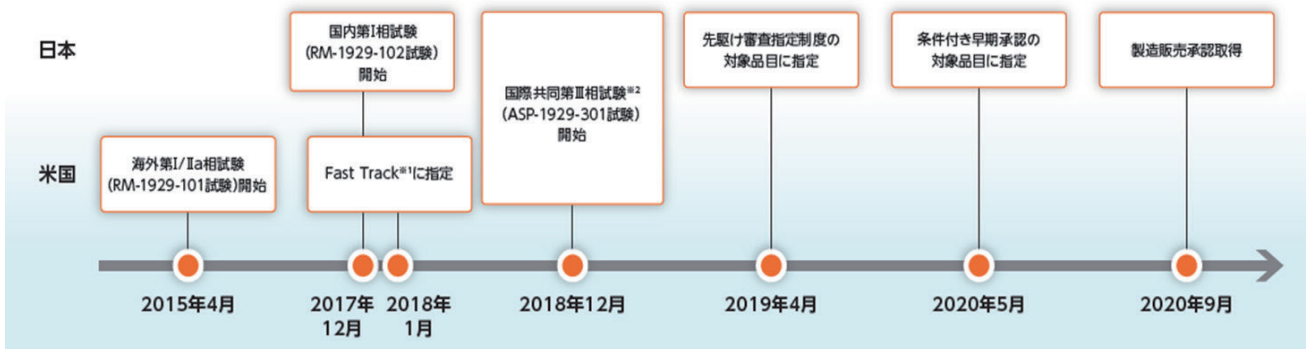 日本
国内第Ⅰ相試験
(RM-1929-102試験)
開始
国際共同第Ⅲ相試験※2
(ASP-1929-301試験)
開始
先駆け審査指定制度の
対象品目に指定
条件付き早期承認の
対象品目に指定
製造販売承認取得
米国
海外第Ⅰ/Ⅱa相試験
(RM-1929-101試験)開始
Fast Track※1に指定
2015年4月
2017年
12月
2018年
1月
2018年12月
2019年4月
2020年5月
2020年9月